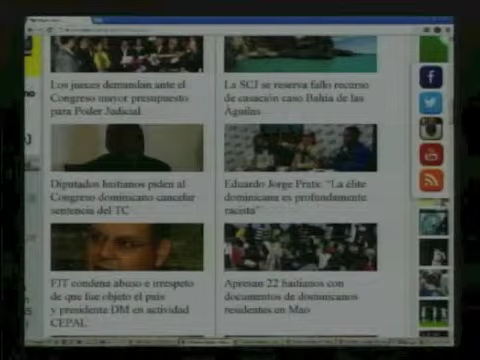 Los jueces demandan ante el
Congreso mayor presupuesto
para Poder Judicial
La SCJ se reserva fallo recurso
de casación caso Bahía de las
Águilas
Diputados haitianos piden al
Congreso dominicano cancelar
sentencia del TC
Eduardo Jorge Prats: "La élite
dominicana es profundamente
racista"
FJT condena abuso e irrespeto
de que fue objeto el país
y presidente DM en actividad
CEPAL
Apresan 22 haitianos con
documentos de dominicanos
residentes en Mao